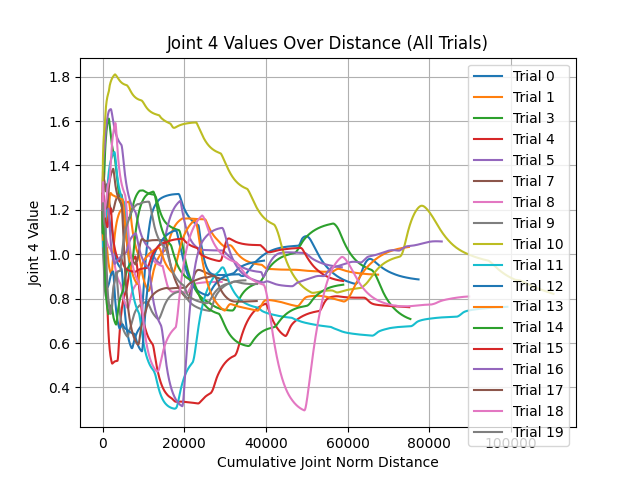 Joint 4 Values Over Distance (All Trials)
Joint 4 Value
1.8
1.6
1.4
1.2
1.0
0.8
0.6
0.4
0
20000
40000
60000
80000
100000
Cumulative Joint Norm Distance
Trial 0
Trial 1
Trial 3
Trial 4
Trial 5
Trial 7
Trial 8
Trial 9
Trial 10
Trial 11
Trial 12
Trial 13
Trial 14
Trial 15
Trial 16
Trial 17
Trial 18
Trial 19